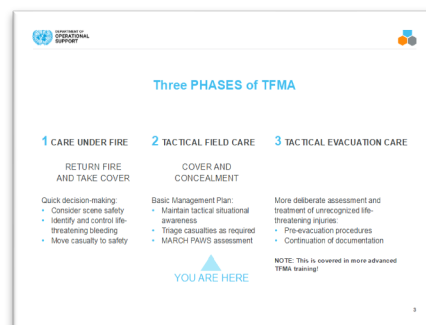 DEPARTMENT OF
OPERATIONAL
SUPPORT
Three PHASES of TFMA
1 CARE UNDER FIRE
RETURN FIRE
AND TAKE COVER
Quick decision-making:
• Consider scene safety
• Identify and control life-
threatening bleeding
• Move casualty to safety
2 TACTICAL FIELD CARE
COVER AND
CONCEALMENT
Basic Management Plan:
• Maintain tactical situational
awareness
• Triage casualties as required
• MARCH PAWS assessment
YOU ARE HERE
3 TACTICAL EVACUATION CARE
More deliberate assessment and
treatment of unrecognized life-
threatening injuries:
• Pre-evacuation procedures
• Continuation of documentation
NOTE: This is covered in more advanced
TFMA training!
3